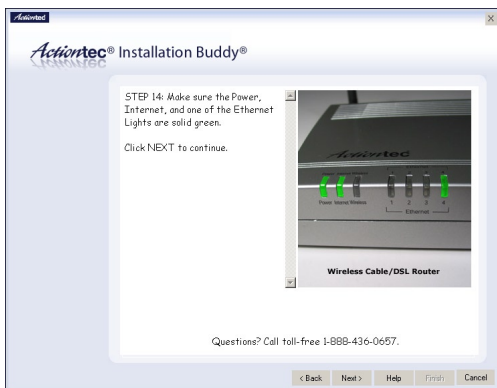 Actiontec
Actiontec® Installation Buddy®
STEP 14: Make sure the Power,
Internet, and one of the Ethernet
Lights are solid green.
Click NEXT to continue.
Actiontec
Power Internet Wireless
1 2 3 4
Ethernet
Wireless Cable/DSL Router
Questions? Call toll-free 1-888-436-0657.
< Back Next > Help Finish Cancel